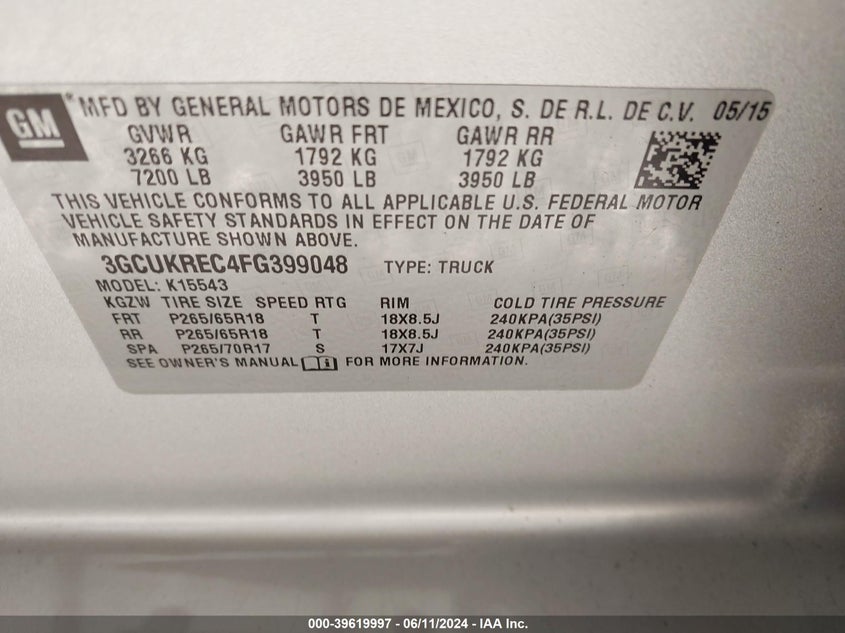 GM
MFD BY GENERAL MOTORS DE MEXICO, S. DE R.L. DE C.V. 05/15
GVWR GAWR FRT GAWR RR
3266 KG 1792 KG 1792 KG
7200 LB 3950 LB 3950 LB
THIS VEHICLE CONFORMS TO ALL APPLICABLE U.S. FEDERAL MOTOR
VEHICLE SAFETY STANDARDS IN EFFECT ON THE DATE OF
MANUFACTURE SHOWN ABOVE.
3GCUKREC4FG399048 TYPE: TRUCK
MODEL: K15543
KGZW TIRE SIZE SPEED RTG RIM COLD TIRE PRESSURE
FRT P265/65R18 T 18X8.5J 240KPA(35PSI)
RR P265/65R18 T 18X8.5J 240KPA(35PSI)
SPA P265/70R17 S 17X7J 240KPA(35PSI)
SEE OWNER'S MANUAL FOR MORE INFORMATION.
000-39619997 - 06/11/2024 - IAA Inc.